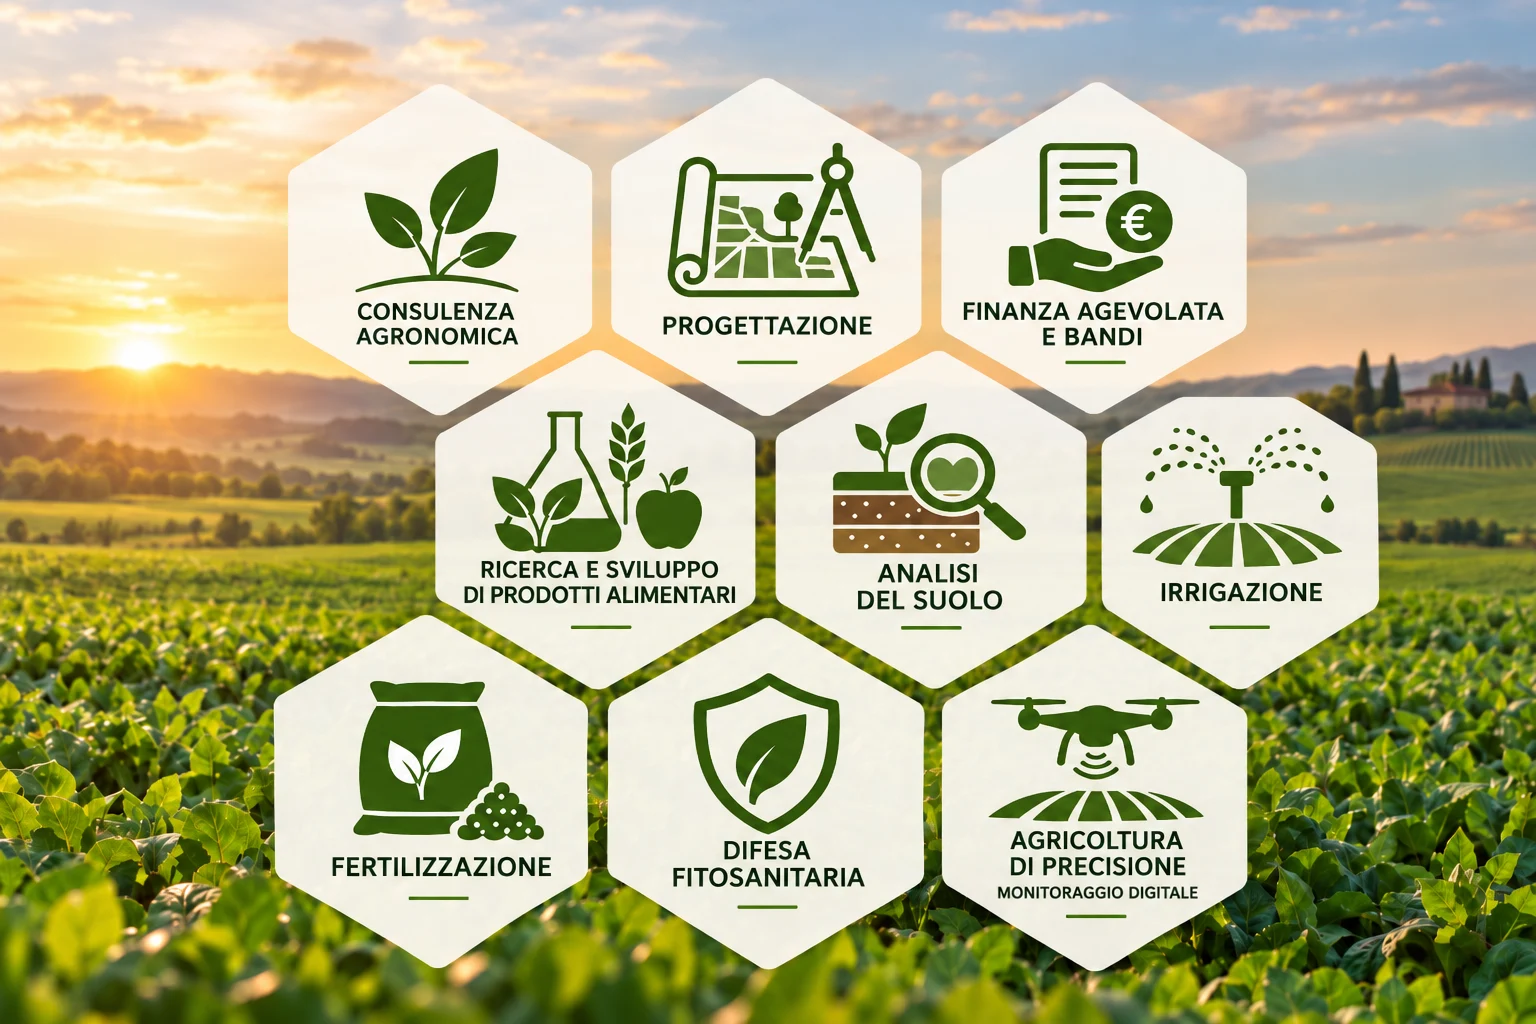 CONSULENZA
AGRONOMICA
PROGETTAZIONE
FINANZA AGEVOLATA
E BANDI
€
RICERCA E SVILUPPO
DI PRODOTTI ALIMENTARI
ANALISI
DEL SUOLO
IRRIGAZIONE
FERTILIZZAZIONE
DIFESA
FITOSANITARIA
AGRICOLTURA
DI PRECISIONE
MONITORAGGIO DIGITALE